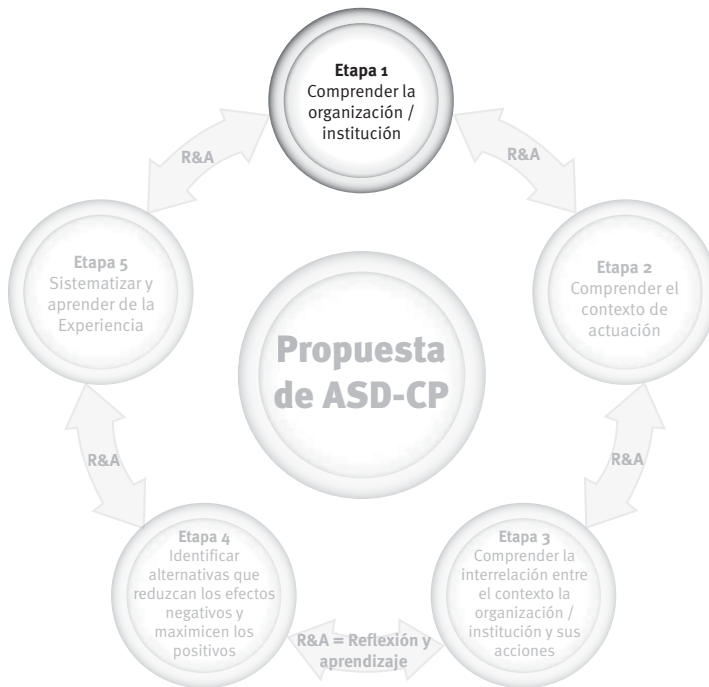 Etapa 1
Comprender la
organización /
institución
R&A
R&A
Etapa 5
Sistematizar y
aprender de la
Experiencia
Etapa 2
Comprender el
contexto de
actuación
Propuesta
de ASD-CP
R&A
R&A
Etapa 4
Identificar
alternativas que
reduzcan los efectos
negativos y
maximicen los
positivos
Etapa 3
Comprender la
interrelación entre
el contexto la
organización /
institución y sus
acciones
R&A = Reflexión y
aprendizaje